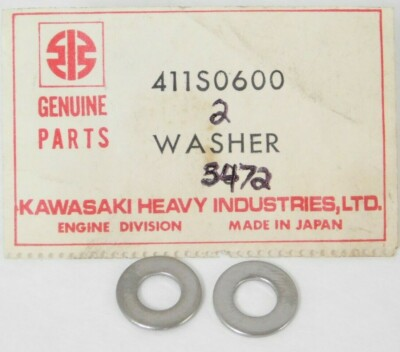 GENUINE
PARTS
411S0600
2
WASHER
3472
KAWASAKI HEAVY INDUSTRIES, LTD.
ENGINE DIVISION MADE IN JAPAN